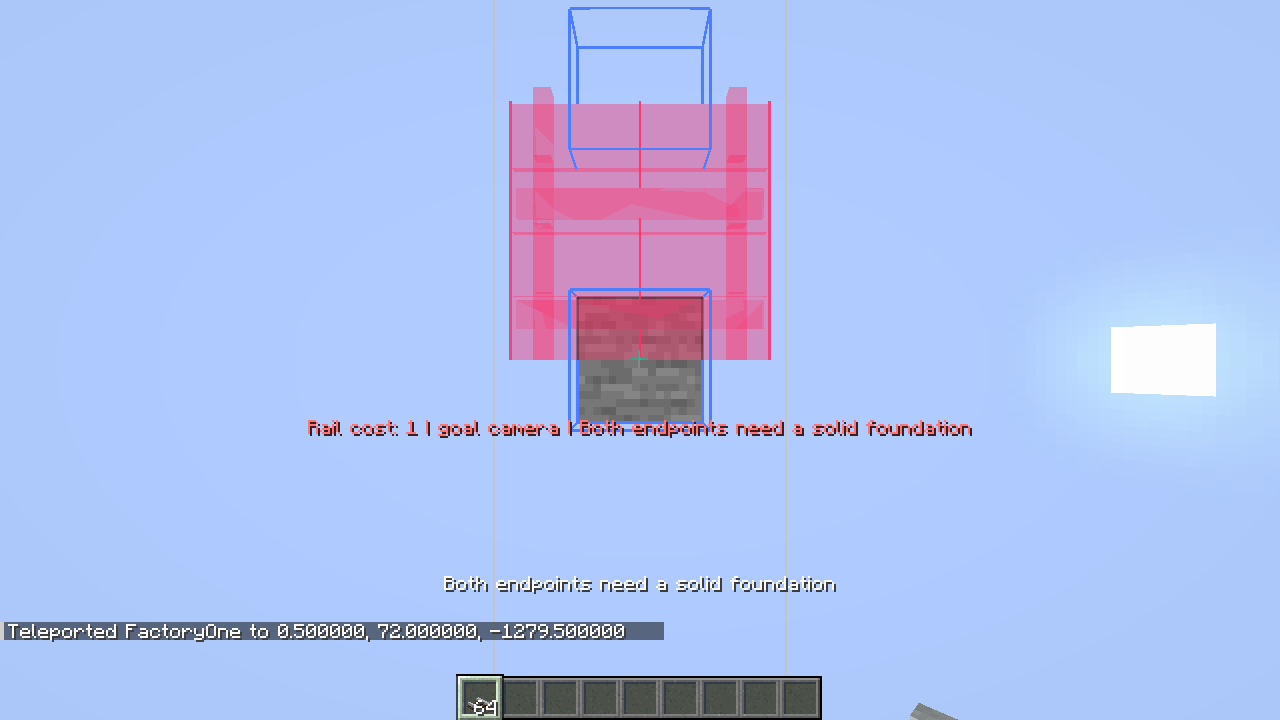 Rail cost: 1 | goal camera | Both endpoints need a solid foundation
Both endpoints need a solid foundation
Teleported FactoryOne to 0.500000, 72.000000, -1279.500000
64